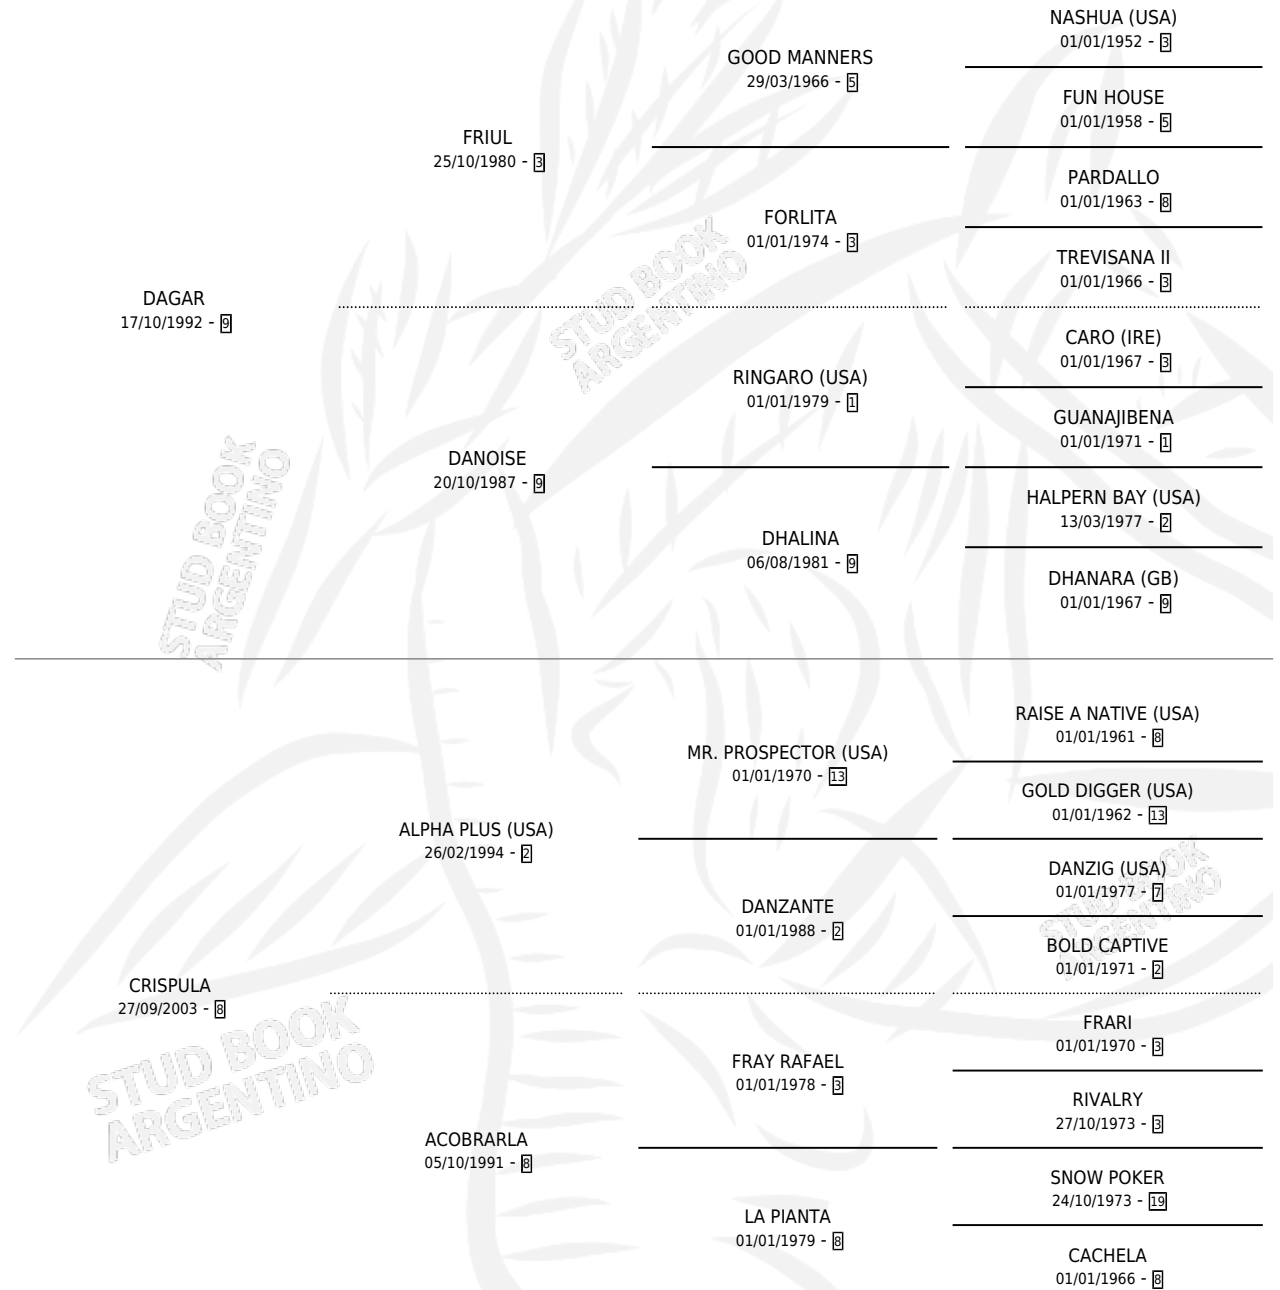 NASHUA (USA)
01/01/1952 - 3
GOOD MANNERS
29/03/1966 - 5
FUN HOUSE
01/01/1958 - 5
FRIUL
25/10/1980 - 3
PARDALLO
01/01/1963 - 8
FORLITA
01/01/1974 - 3
TREVISANA II
01/01/1966 - 3
DAGAR
17/10/1992 - 9
CARO (IRE)
01/01/1967 - 3
RINGARO (USA)
01/01/1979 - 1
GUANAJIBENA
01/01/1971 - 1
DANOISE
20/10/1987 - 9
HALPERN BAY (USA)
13/03/1977 - 2
DHALINA
06/08/1981 - 9
DHANARA (GB)
01/01/1967 - 9
STUD BOOK
ARGENTINO
STUD BOOK
ARGENTINO
RAISE A NATIVE (USA)
01/01/1961 - 8
MR. PROSPECTOR (USA)
01/01/1970 - 13
GOLD DIGGER (USA)
01/01/1962 - 13
ALPHA PLUS (USA)
26/02/1994 - 2
DANZIG (USA)
01/01/1977 - 7
DANZANTE
01/01/1988 - 2
BOLD CAPTIVE
01/01/1971 - 2
CRISPULA
27/09/2003 - 8
FRARI
01/01/1970 - 3
FRAY RAFAEL
01/01/1978 - 3
RIVALRY
27/10/1973 - 3
ACOBRARLA
05/10/1991 - 8
SNOW POKER
24/10/1973 - 19
LA PIANTA
01/01/1979 - 8
CACHELA
01/01/1966 - 8
STUD BOOK
ARGENTINO
STUD BOOK
ARGENTINO